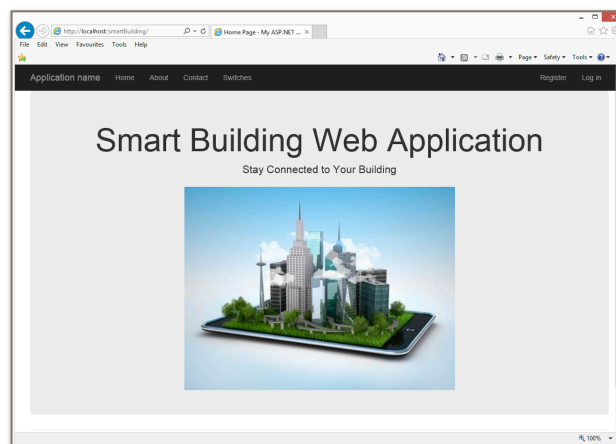 http://localhost/smartBuilding/
Home Page - My ASP.NET ...
File Edit View Favourites Tools Help
Page Safety Tools
Application name Home About Contact Switches Register Log in
Smart Building Web Application
Stay Connected to Your Building
100%